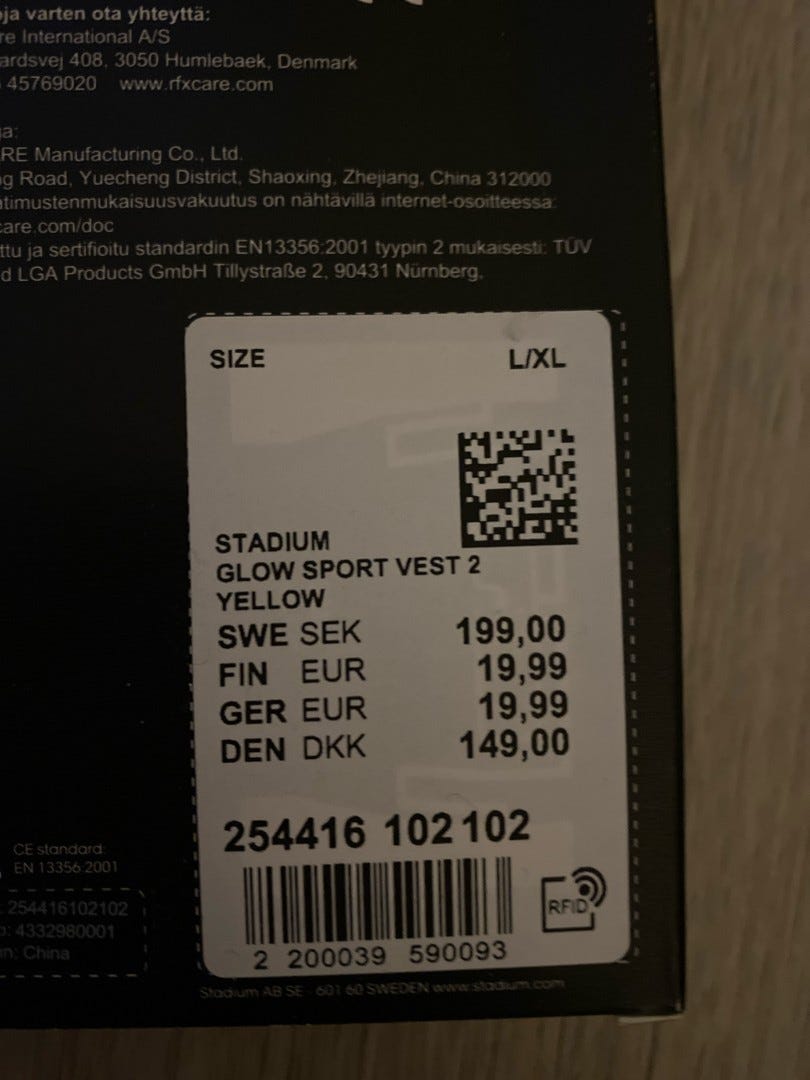 ja varten ota yhteyttä:
re International A/S
ardsvej 408, 3050 Humlebaek, Denmark
45769020 www.rfxcare.com
a:
RE Manufacturing Co., Ltd.
g Road, Yuecheng District, Shaoxing, Zhejiang, China 312000
atimustenmukaisuusvakuutus on nähtävillä internet-osoitteessa:
care.com/doc
ttu ja sertifioitu standardin EN13356:2001 tyypin 2 mukaisesti: TÜV
d LGA Products GmbH Tillystraße 2, 90431 Nürnberg,
SIZE L/XL
STADIUM
GLOW SPORT VEST 2
YELLOW
SWE SEK 199,00
FIN EUR 19,99
GER EUR 19,99
DEN DKK 149,00
254416 102 102
RFID
2 200039 590093
CE standard:
EN 13356:2001
: 254416102102
o: 4332980001
in: China
Stadium AB SE - 601 60 SWEDEN www.stadium.com